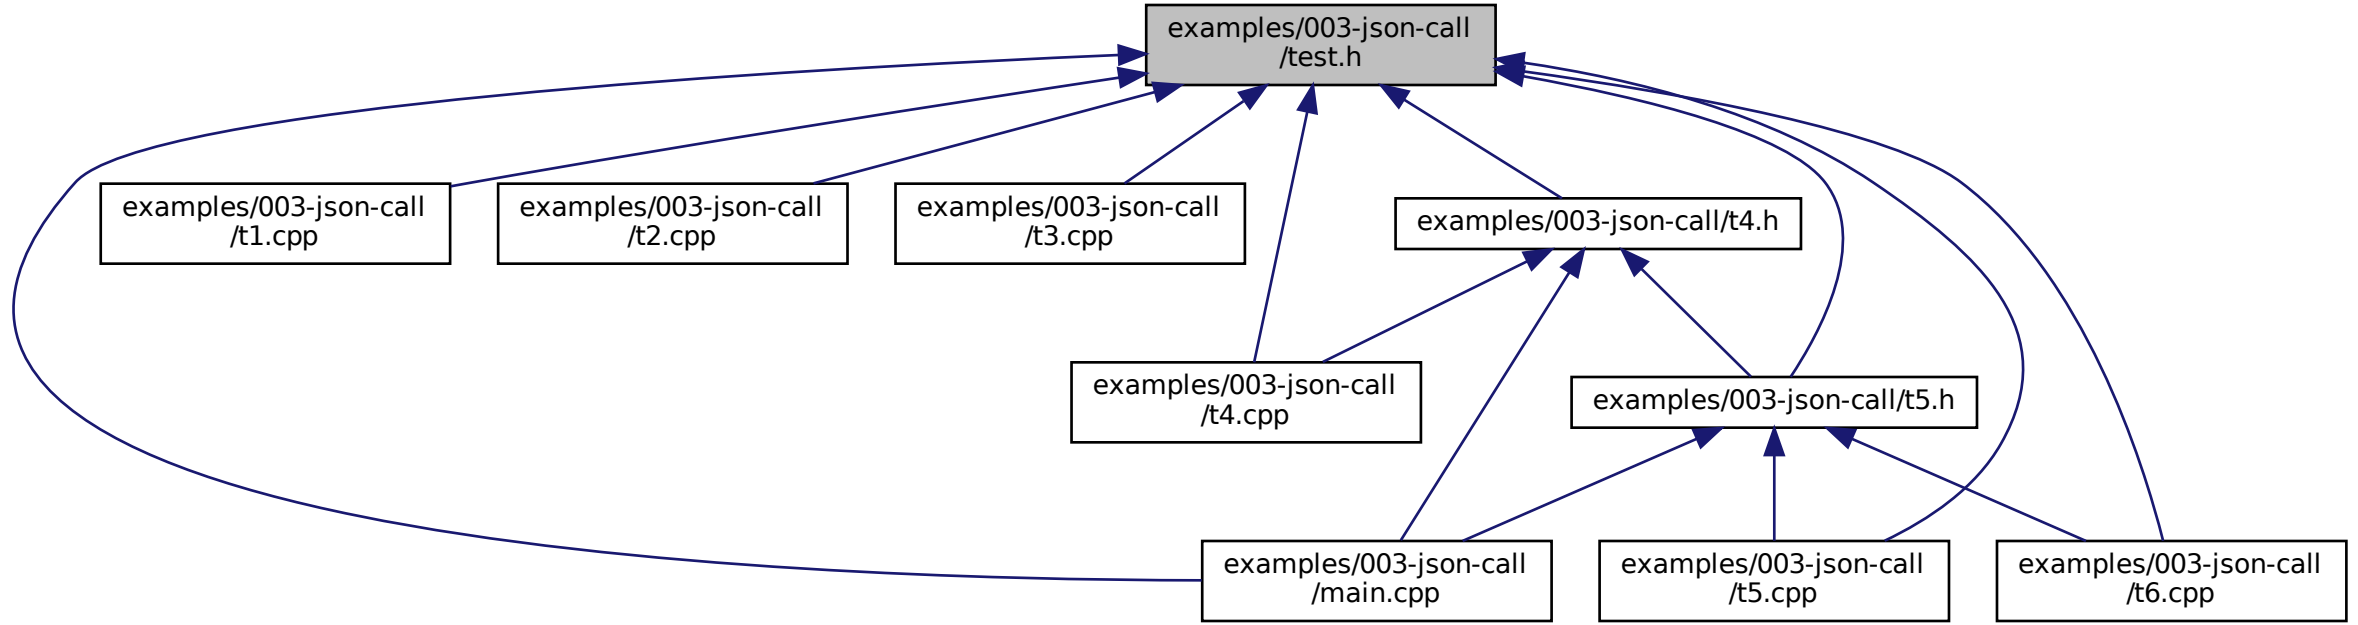 examples/003-json-call
/test.h
examples/003-json-call
/t1.cpp
examples/003-json-call
/t2.cpp
examples/003-json-call
/t3.cpp
examples/003-json-call/t4.h
examples/003-json-call
/t4.cpp
examples/003-json-call/t5.h
examples/003-json-call
/main.cpp
examples/003-json-call
/t5.cpp
examples/003-json-call
/t6.cpp